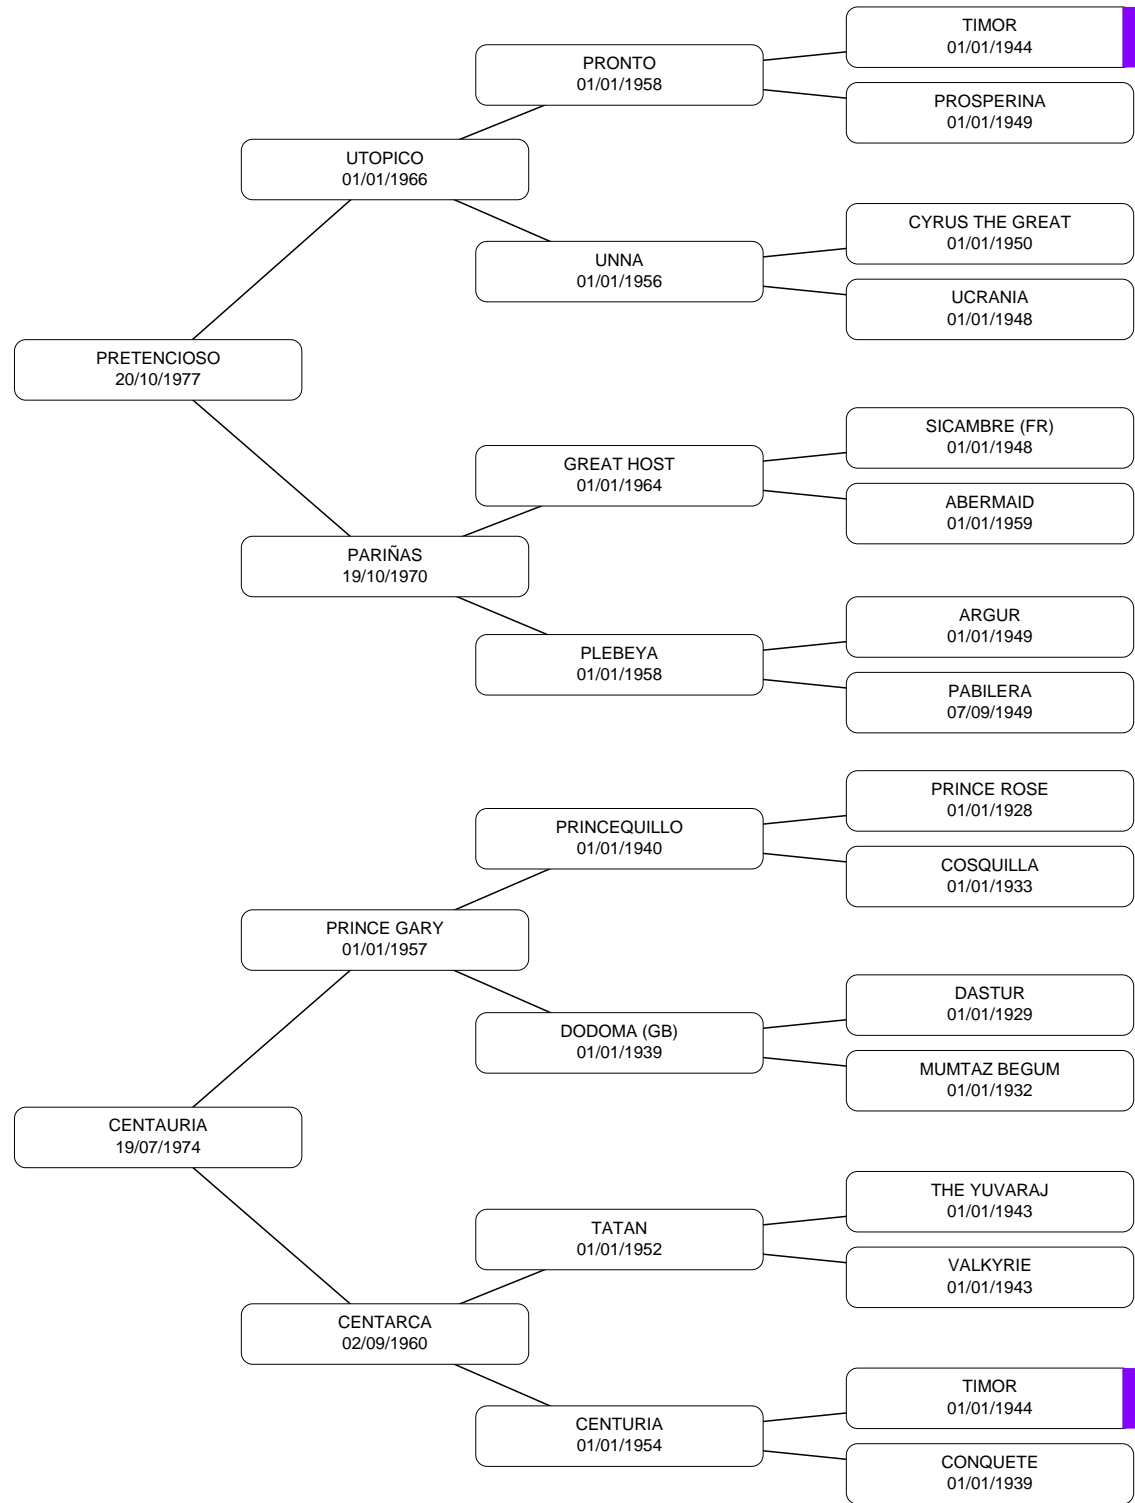 TIMOR
01/01/1944
PRONTO
01/01/1958
PROSPERINA
01/01/1949
UTOPICO
01/01/1966
CYRUS THE GREAT
01/01/1950
UNNA
01/01/1956
UCRANIA
01/01/1948
PRETENCIOSO
20/10/1977
SICAMBRE (FR)
01/01/1948
GREAT HOST
01/01/1964
ABERMAID
01/01/1959
PARIÑAS
19/10/1970
ARGUR
01/01/1949
PLEBEYA
01/01/1958
PABILERA
07/09/1949
PRINCE ROSE
01/01/1928
PRINCEQUILLO
01/01/1940
COSQUILLA
01/01/1933
PRINCE GARY
01/01/1957
DASTUR
01/01/1929
DODOMA (GB)
01/01/1939
MUMTAZ BEGUM
01/01/1932
CENTAURIA
19/07/1974
THE YUVARAJ
01/01/1943
TATAN
01/01/1952
VALKYRIE
01/01/1943
CENTARCA
02/09/1960
TIMOR
01/01/1944
CENTURIA
01/01/1954
CONQUETE
01/01/1939